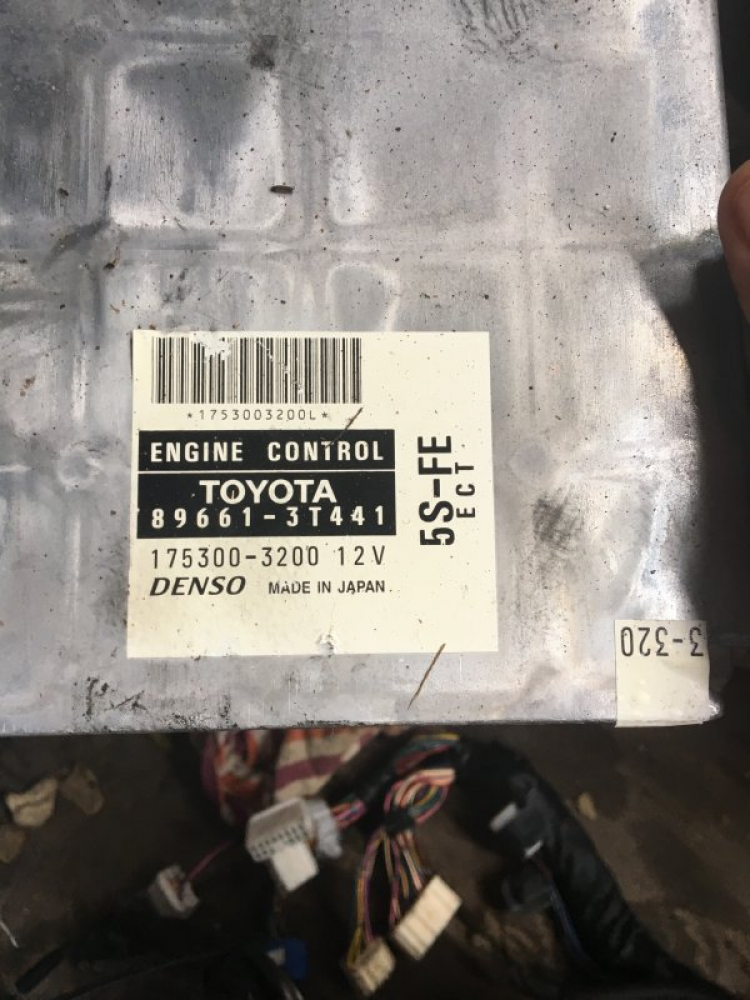 *1753003200L*
ENGINE CONTROL
TOYOTA
89661-3T441
175300-3200 12V
DENSO MADE IN JAPAN
5S-FE
ECT
3-320